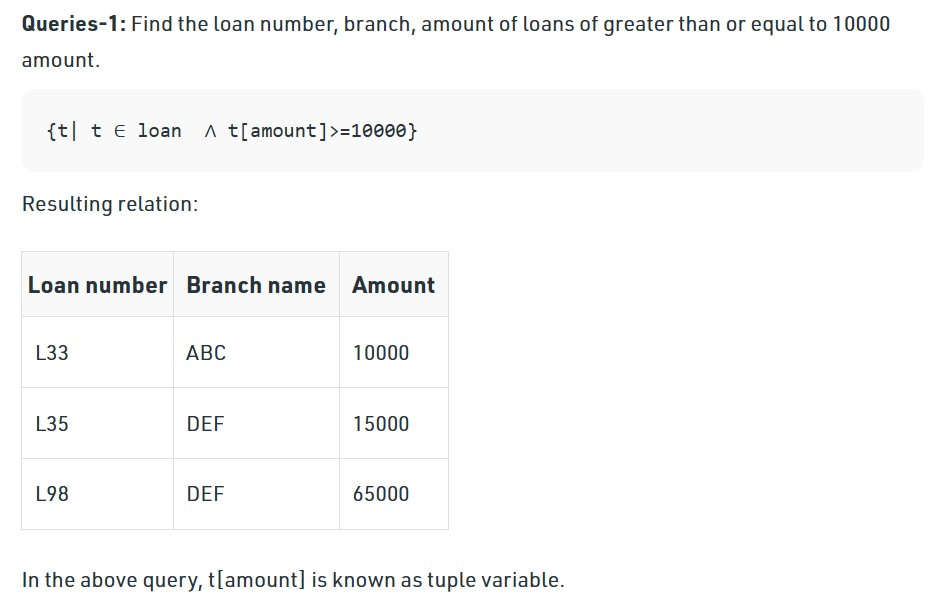 Queries-1: Find the loan number, branch, amount of loans of greater than or equal to 10000
amount.
{t| t ∈ loan  ∧ t[amount]>=10000}
Resulting relation:
Loan number Branch name Amount
L33 ABC 10000
L35 DEF 15000
L98 DEF 65000
In the above query, t[amount] is known as tuple variable.